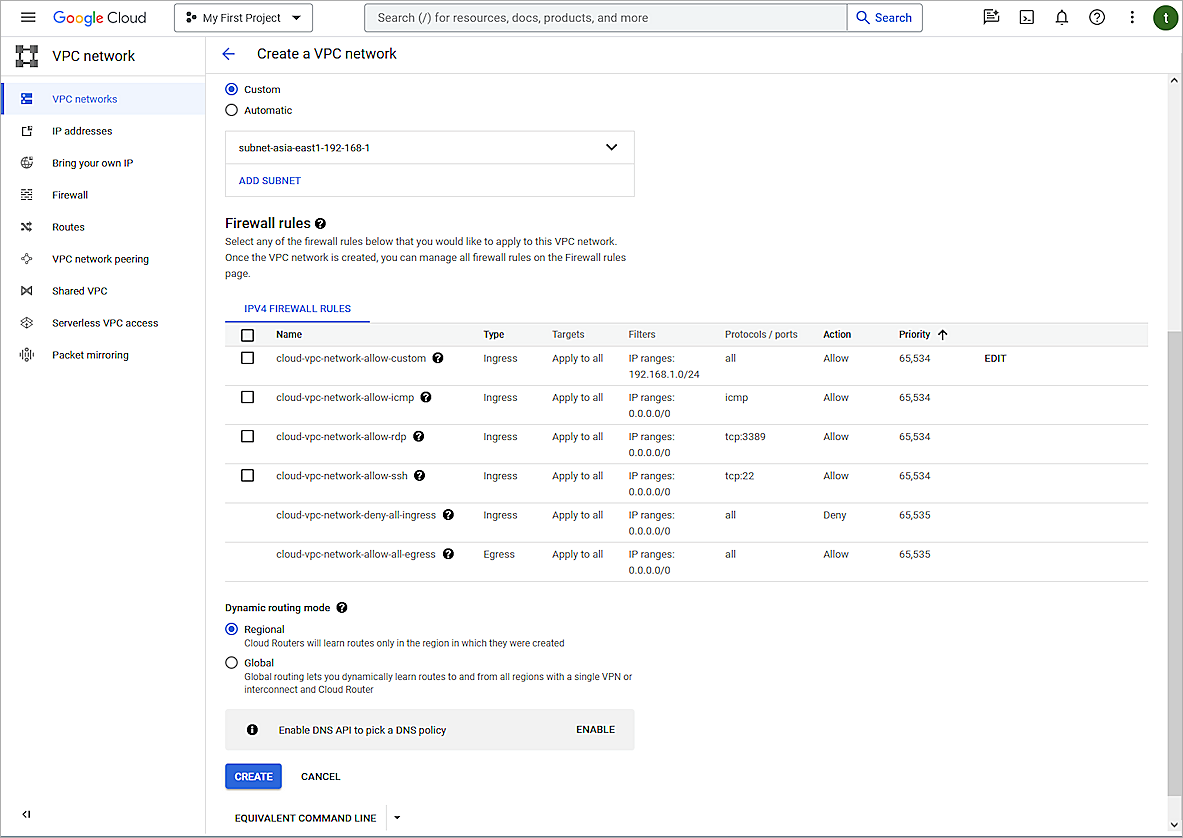 Google Cloud
My First Project
Search (/) for resources, docs, products, and more
Search
t
VPC network
Create a VPC network
VPC networks
IP addresses
Bring your own IP
Firewall
Routes
VPC network peering
Shared VPC
Serverless VPC access
Packet mirroring
Custom
Automatic
subnet-asia-east1-192-168-1
ADD SUBNET
Firewall rules ?
Select any of the firewall rules below that you would like to apply to this VPC network.
Once the VPC network is created, you can manage all firewall rules on the Firewall rules
page.
IPV4 FIREWALL RULES
Name Type Targets Filters Protocols / ports Action Priority
cloud-vpc-network-allow-custom ? Ingress Apply to all IP ranges: all Allow 65,534 EDIT
192.168.1.0/24
cloud-vpc-network-allow-icmp ? Ingress Apply to all IP ranges: icmp Allow 65,534
0.0.0.0/0
cloud-vpc-network-allow-rdp ? Ingress Apply to all IP ranges: tcp:3389 Allow 65,534
0.0.0.0/0
cloud-vpc-network-allow-ssh ? Ingress Apply to all IP ranges: tcp:22 Allow 65,534
0.0.0.0/0
cloud-vpc-network-deny-all-ingress ? Ingress Apply to all IP ranges: all Deny 65,535
0.0.0.0/0
cloud-vpc-network-allow-all-egress ? Egress Apply to all IP ranges: all Allow 65,535
0.0.0.0/0
Dynamic routing mode ?
Regional
Cloud Routers will learn routes only in the region in which they were created
Global
Global routing lets you dynamically learn routes to and from all regions with a single VPN or
interconnect and Cloud Router
Enable DNS API to pick a DNS policy ENABLE
CREATE CANCEL
EQUIVALENT COMMAND LINE